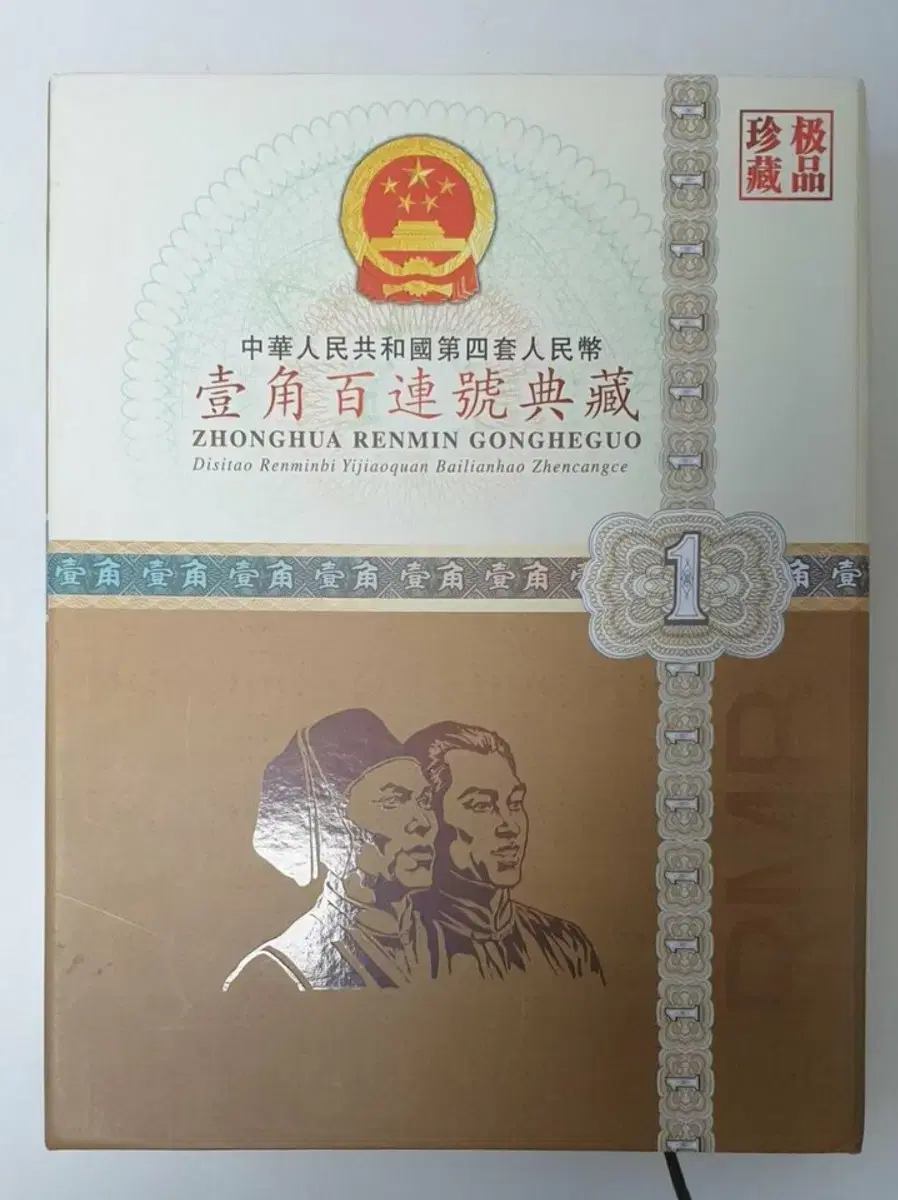 极品
珍藏
中華人民共和國第四套人民幣
壹角百連號典藏
ZHONGHUA RENMIN GONGHEGUO
Disitao Renminbi Yijiaoquan Bailianhao Zhencangce
壹角 壹角 壹角 壹角 壹角 壹角 壹 角 壹
1
RMB